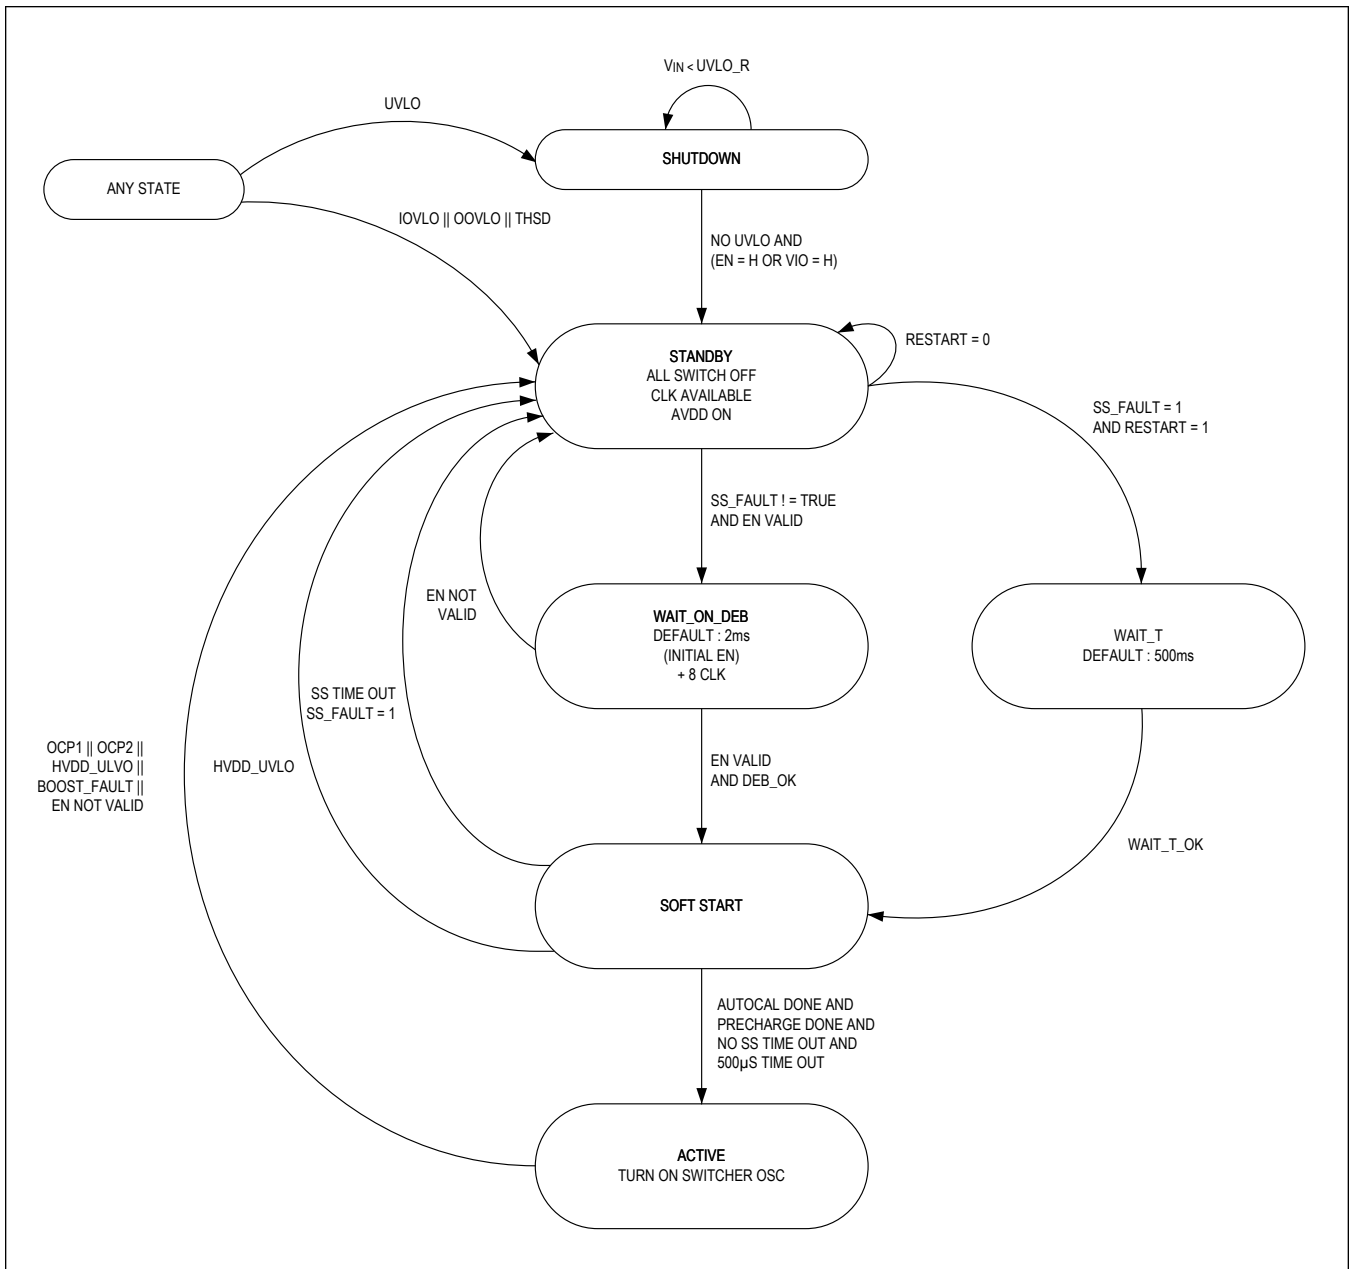 VIN < UVLO_R
UVLO
SHUTDOWN
ANY STATE
IOVLO || OOVLO || THSD
NO UVLO AND
(EN = H OR VIO = H)
STANDBY
ALL SWITCH OFF
CLK AVAILABLE
AVDD ON
RESTART = 0
SS_FAULT = 1
AND RESTART = 1
SS_FAULT ! = TRUE
AND EN VALID
EN NOT
VALID
WAIT_ON_DEB
DEFAULT : 2ms
(INITIAL EN)
+ 8 CLK
WAIT_T
DEFAULT : 500ms
SS TIME OUT
SS_FAULT = 1
OCP1 || OCP2 ||
HVDD_ULVO ||
BOOST_FAULT ||
EN NOT VALID
HVDD_UVLO
EN VALID
AND DEB_OK
WAIT_T_OK
SOFT START
AUTOCAL DONE AND
PRECHARGE DONE AND
NO SS TIME OUT AND
500µS TIME OUT
ACTIVE
TURN ON SWITCHER OSC